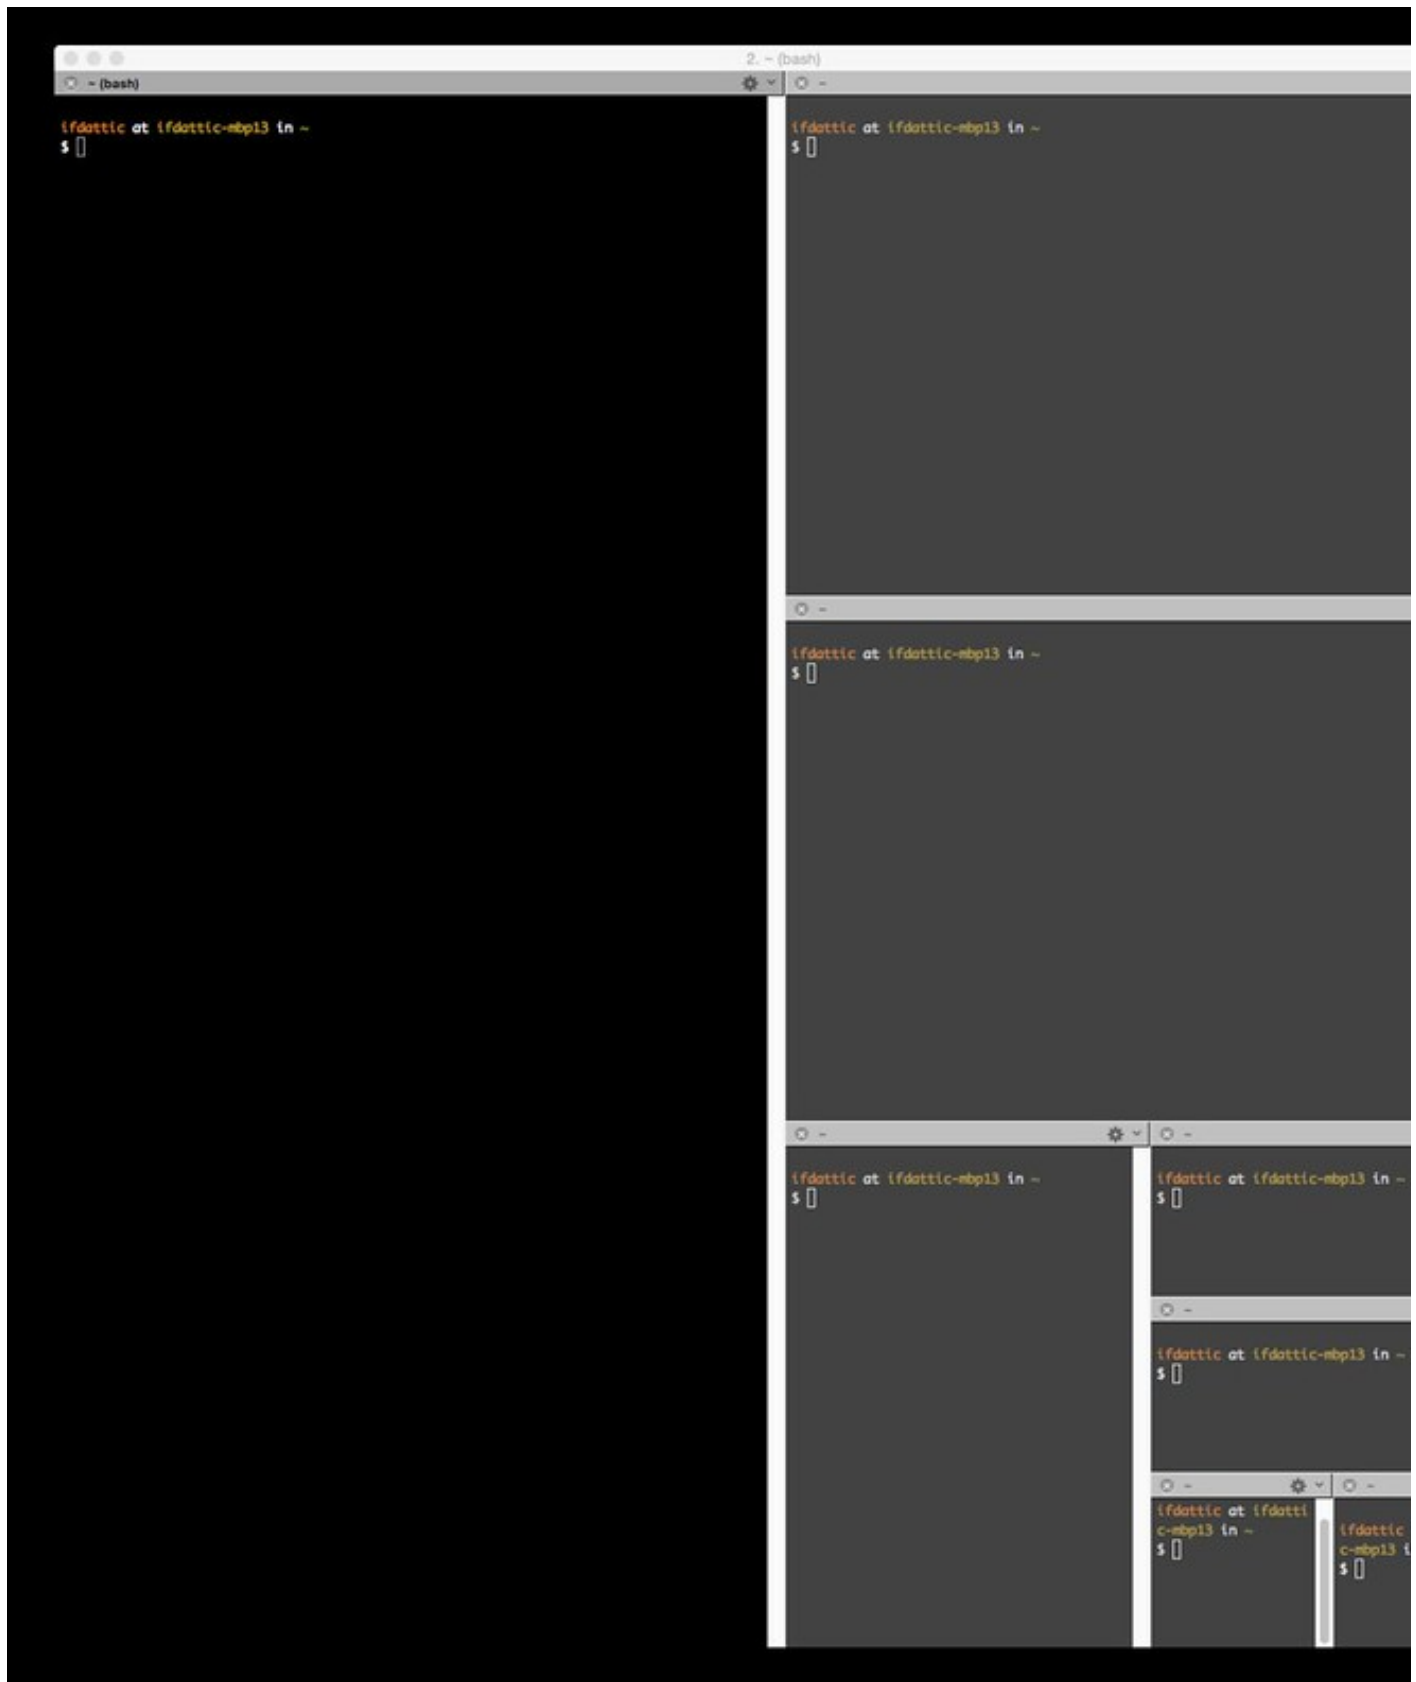 2. ~ (bash)
~ (bash)
ifdattic at ifdattic-mbp13 in ~
$
~
ifdattic at ifdattic-mbp13 in ~
$
~
ifdattic at ifdattic-mbp13 in ~
$
~
ifdattic at ifdattic-mbp13 in ~
$
~
ifdattic at ifdattic-mbp13 in ~
$
~
ifdattic at ifdattic-mbp13 in ~
$
~
ifdattic at ifdatti
c-mbp13 in ~
$
~
ifdattic
c-mbp13 i
$